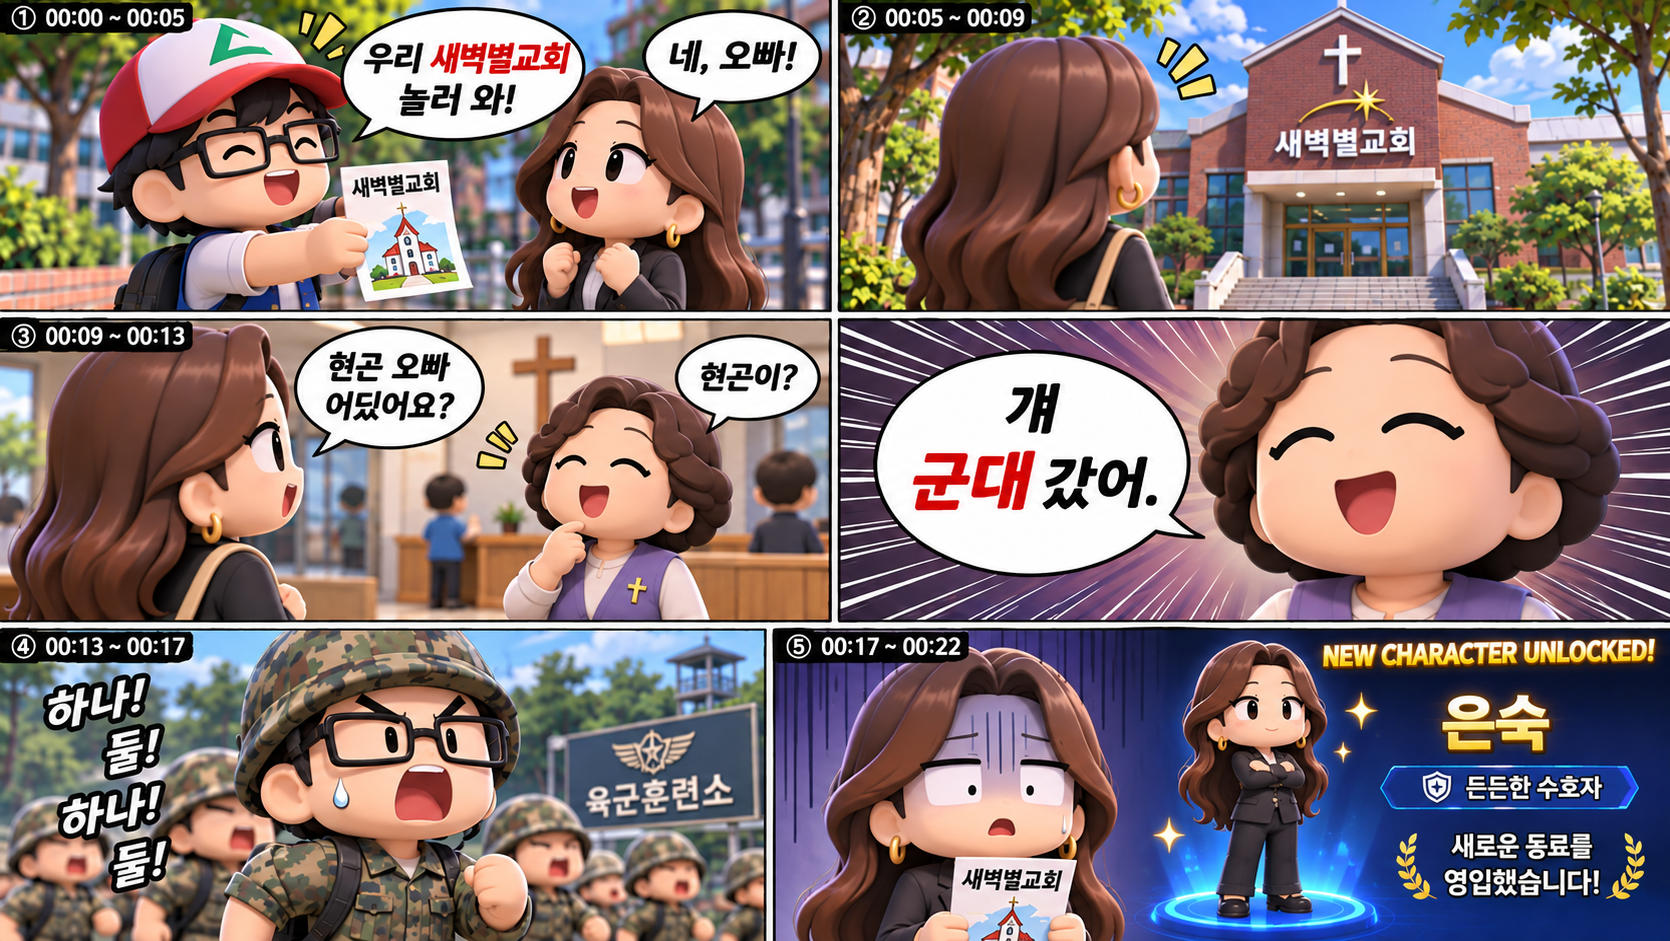 ① 00:00 ~ 00:05
우리 새벽별교회
놀러 와!
네, 오빠!
새벽별교회
② 00:05 ~ 00:09
새벽별교회
③ 00:09 ~ 00:13
현곤 오빠
어딨어요?
현곤이?
걔
군대 갔어.
④ 00:13 ~ 00:17
하나!
둘!
하나!
둘!
육군훈련소
⑤ 00:17 ~ 00:22
새벽별교회
NEW CHARACTER UNLOCKED!
은숙
든든한 수호자
새로운 동료를
영입했습니다!